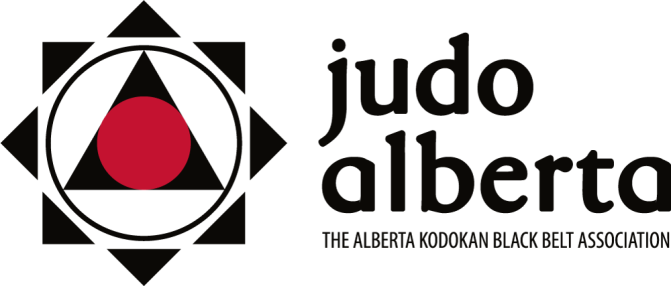 judo
alberta
THE ALBERTA KODOKAN BLACK BELT ASSOCIATION